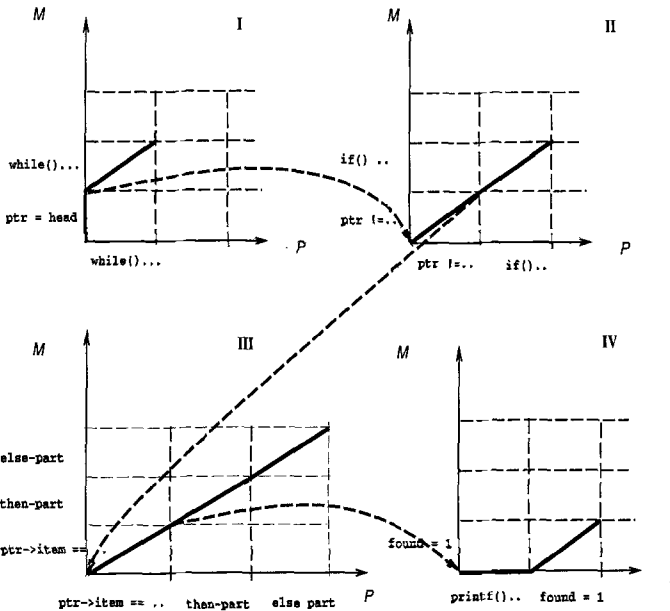 M
I
while()...
ptr = head
while()...
P
M
II
if() ..
ptr !=..
ptr !=..
if()..
P
M
III
else-part
then-part
ptr->item ==
ptr->item == ..
then-part
else part
P
M
IV
found = 1
printf()..
found = 1